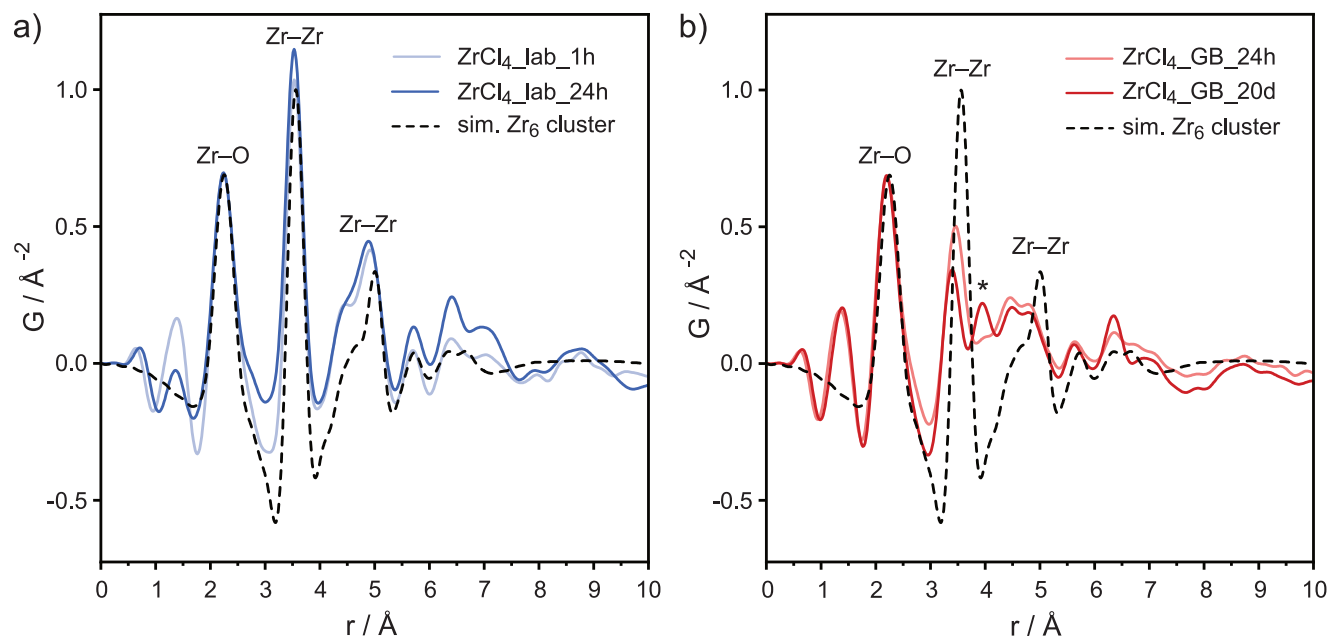 a)
Zr–Zr
ZrCl₄_lab_1h
ZrCl₄_lab_24h
sim. Zr₆ cluster
Zr–O
Zr–Zr
1.0
0.5
0.0
-0.5
G / Å⁻²
0 1 2 3 4 5 6 7 8 9 10
r / Å
b)
Zr–Zr
ZrCl₄_GB_24h
ZrCl₄_GB_20d
sim. Zr₆ cluster
Zr–O
Zr–Zr
*
1.0
0.5
0.0
-0.5
G / Å⁻²
0 1 2 3 4 5 6 7 8 9 10
r / Å